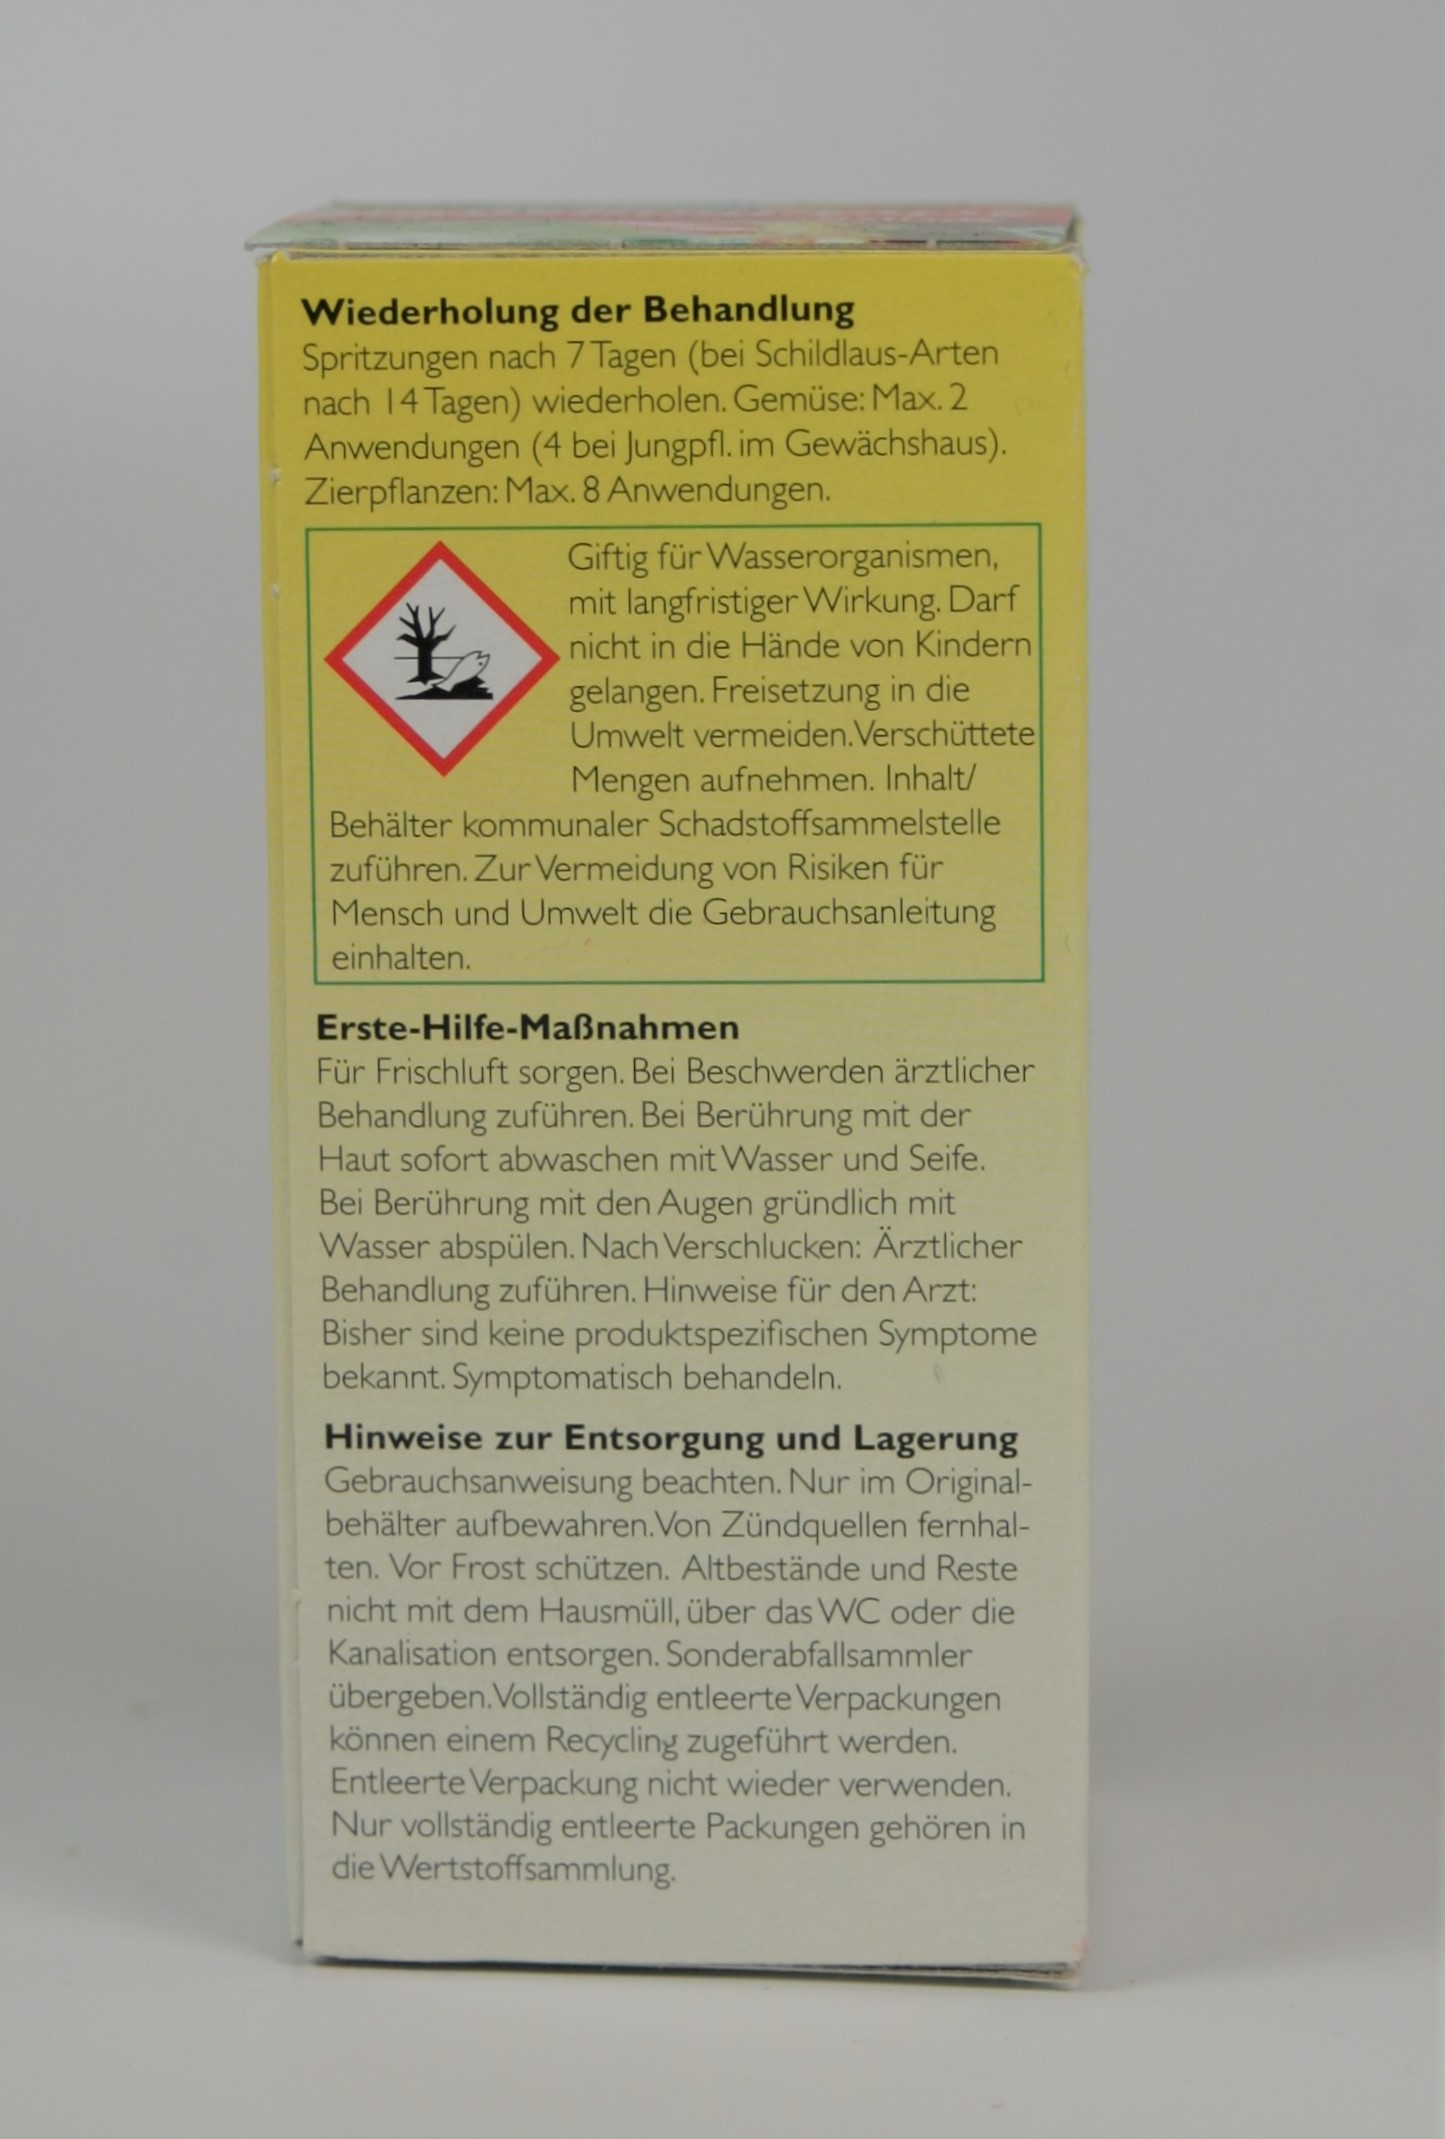 Wiederholung der Behandlung
Spritzungen nach 7 Tagen (bei Schildlaus-Arten
nach 14 Tagen) wiederholen. Gemüse: Max. 2
Anwendungen (4 bei Jungpfl. im Gewächshaus).
Zierpflanzen: Max. 8 Anwendungen.
Giftig für Wasserorganismen,
mit langfristiger Wirkung. Darf
nicht in die Hände von Kindern
gelangen. Freisetzung in die
Umwelt vermeiden. Verschüttete
Mengen aufnehmen. Inhalt/
Behälter kommunaler Schadstoffsammelstelle
zuführen. Zur Vermeidung von Risiken für
Mensch und Umwelt die Gebrauchsanleitung
einhalten.
Erste-Hilfe-Maßnahmen
Für Frischluft sorgen. Bei Beschwerden ärztlicher
Behandlung zuführen. Bei Berührung mit der
Haut sofort abwaschen mit Wasser und Seife.
Bei Berührung mit den Augen gründlich mit
Wasser abspülen. Nach Verschlucken: Ärztlicher
Behandlung zuführen. Hinweise für den Arzt:
Bisher sind keine produktspezifischen Symptome
bekannt. Symptomatisch behandeln.
Hinweise zur Entsorgung und Lagerung
Gebrauchsanweisung beachten. Nur im Original-
behälter aufbewahren. Von Zündquellen fernhal-
ten. Vor Frost schützen. Altbestände und Reste
nicht mit dem Hausmüll, über das WC oder die
Kanalisation entsorgen. Sonderabfallsammler
übergeben. Vollständig entleerte Verpackungen
können einem Recycling zugeführt werden.
Entleerte Verpackung nicht wieder verwenden.
Nur vollständig entleerte Packungen gehören in
die Wertstoffsammlung.